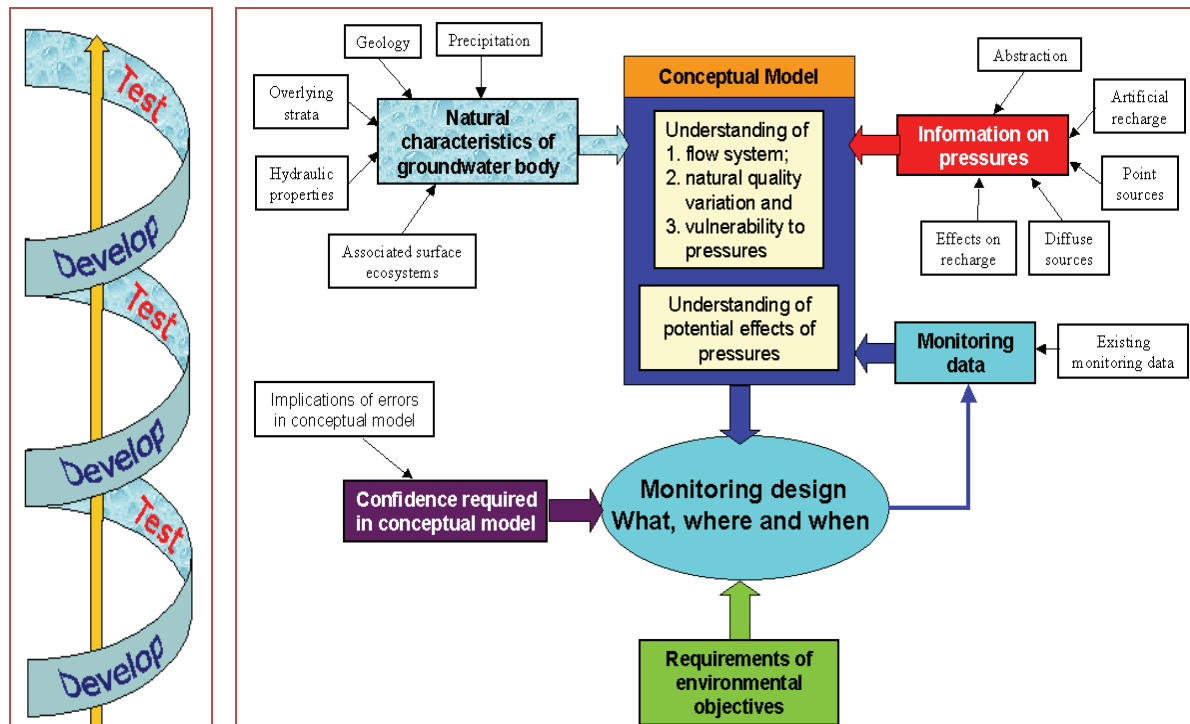 Test
Develop
Test
Develop
Test
Develop
Geology
Precipitation
Overlying
strata
Natural
characteristics of
groundwater body
Hydraulic
properties
Associated surface
ecosystems
Conceptual Model
Understanding of
1. flow system;
2. natural quality
variation and
3. vulnerability to
pressures
Understanding of
potential effects of
pressures
Abstraction
Artificial
recharge
Information on
pressures
Point
sources
Effects on
recharge
Diffuse
sources
Monitoring
data
Existing
monitoring data
Implications of errors
in conceptual model
Confidence required
in conceptual model
Monitoring design
What, where and when
Requirements of
environmental
objectives